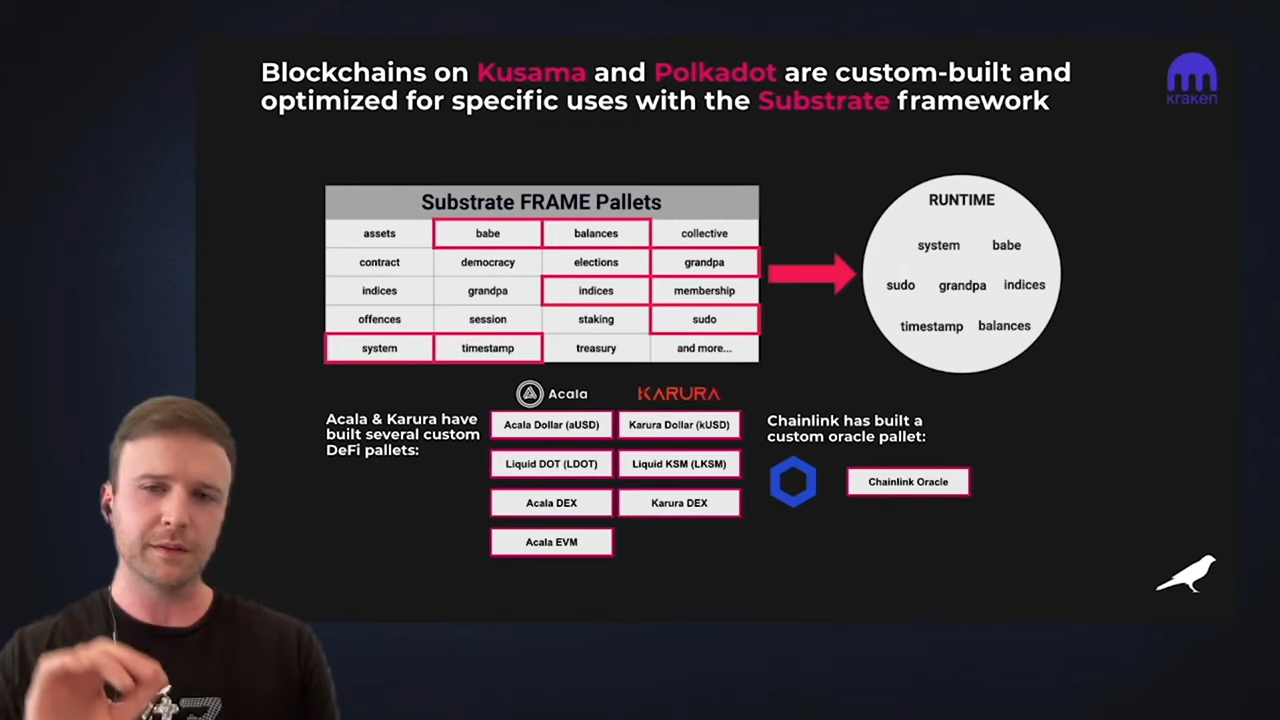 Blockchains on Kusama and Polkadot are custom-built and
optimized for specific uses with the Substrate framework
kraken
Substrate FRAME Pallets
assets babe balances collective
contract democracy elections grandpa
indices grandpa indices membership
offences session staking sudo
system timestamp treasury and more...
RUNTIME
system babe
sudo grandpa indices
timestamp balances
Acala & Karura have
built several custom
DeFi pallets:
Acala KARURA
Acala Dollar (aUSD) Karura Dollar (kUSD)
Liquid DOT (LDOT) Liquid KSM (LKSM)
Acala DEX Karura DEX
Acala EVM
Chainlink has built a
custom oracle pallet:
Chainlink Oracle